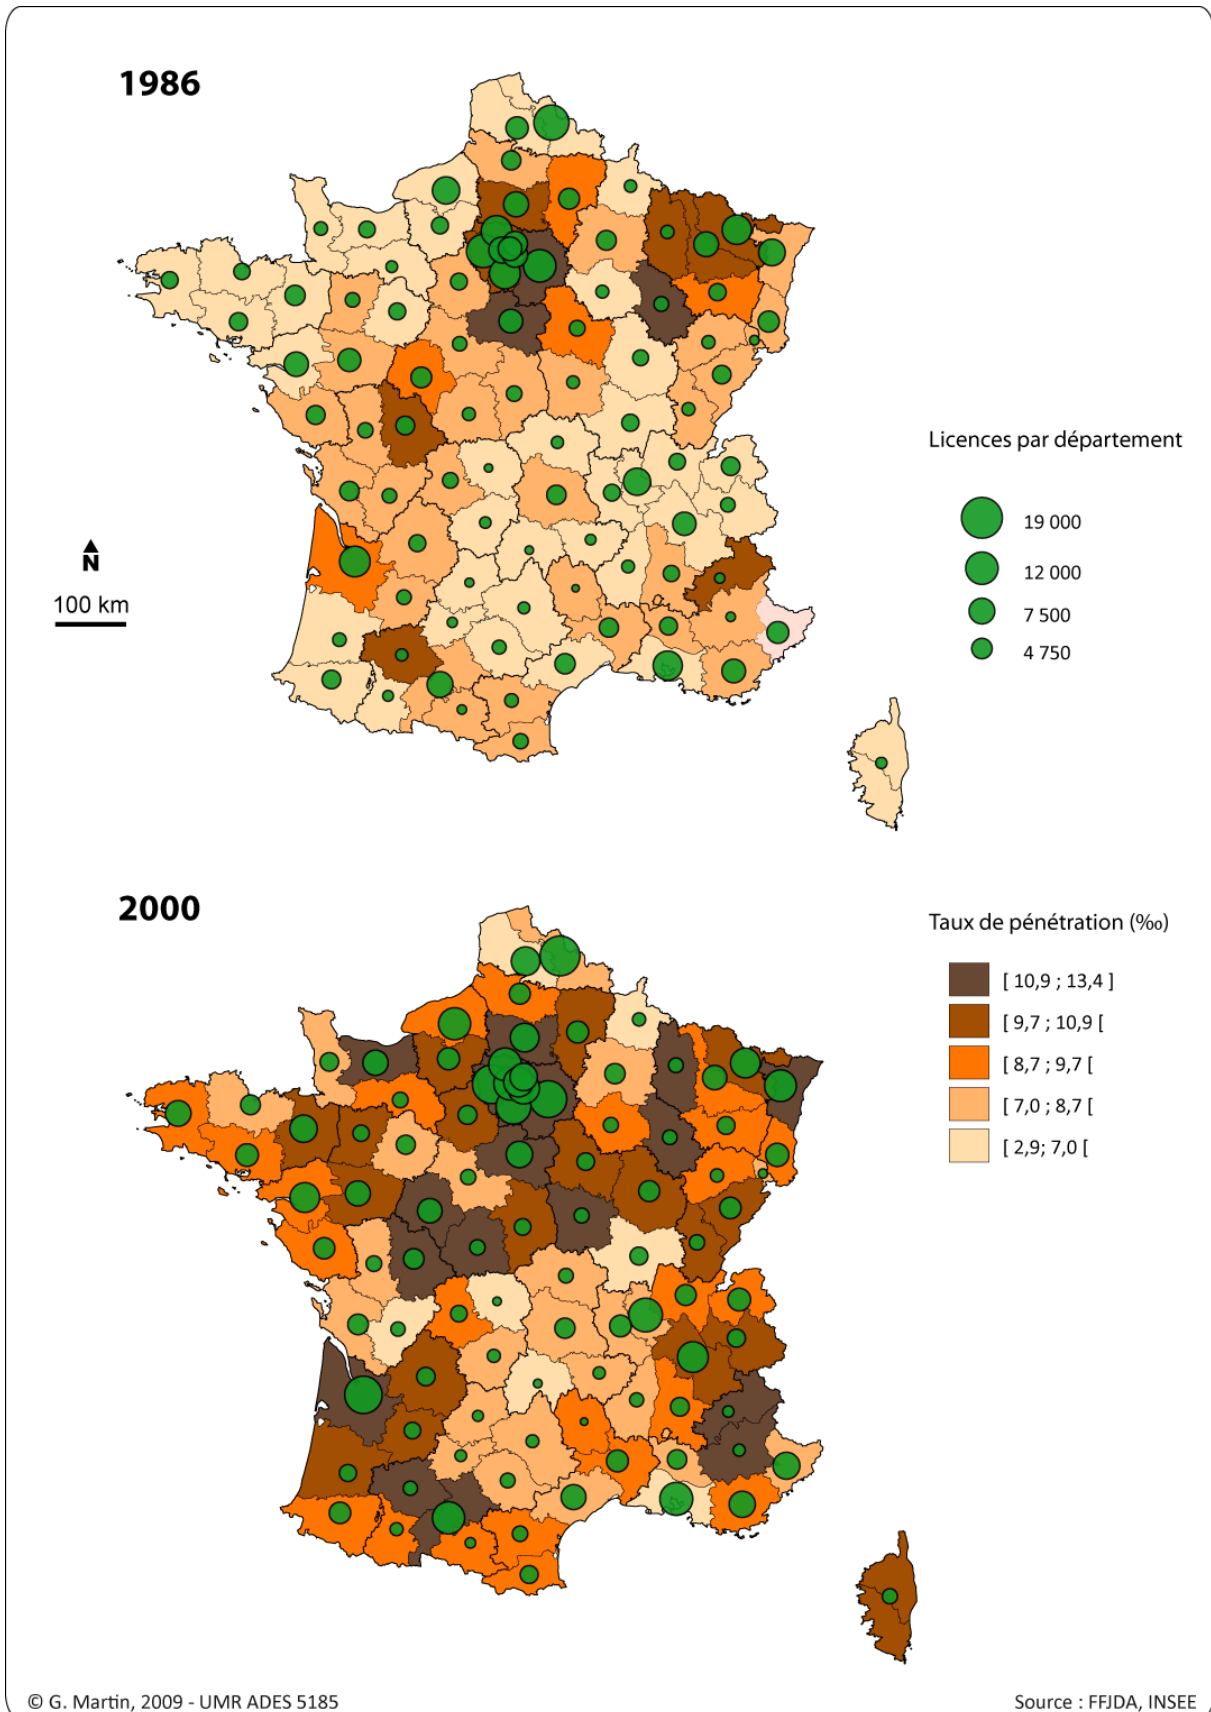 1986
Licences par département
19 000
12 000
7 500
4 750
N
100 km
2000
Taux de pénétration (‰)
[ 10,9 ; 13,4 ]
[ 9,7 ; 10,9 [
[ 8,7 ; 9,7 [
[ 7,0 ; 8,7 [
[ 2,9; 7,0 [
© G. Martin, 2009 - UMR ADES 5185
Source : FFJDA, INSEE